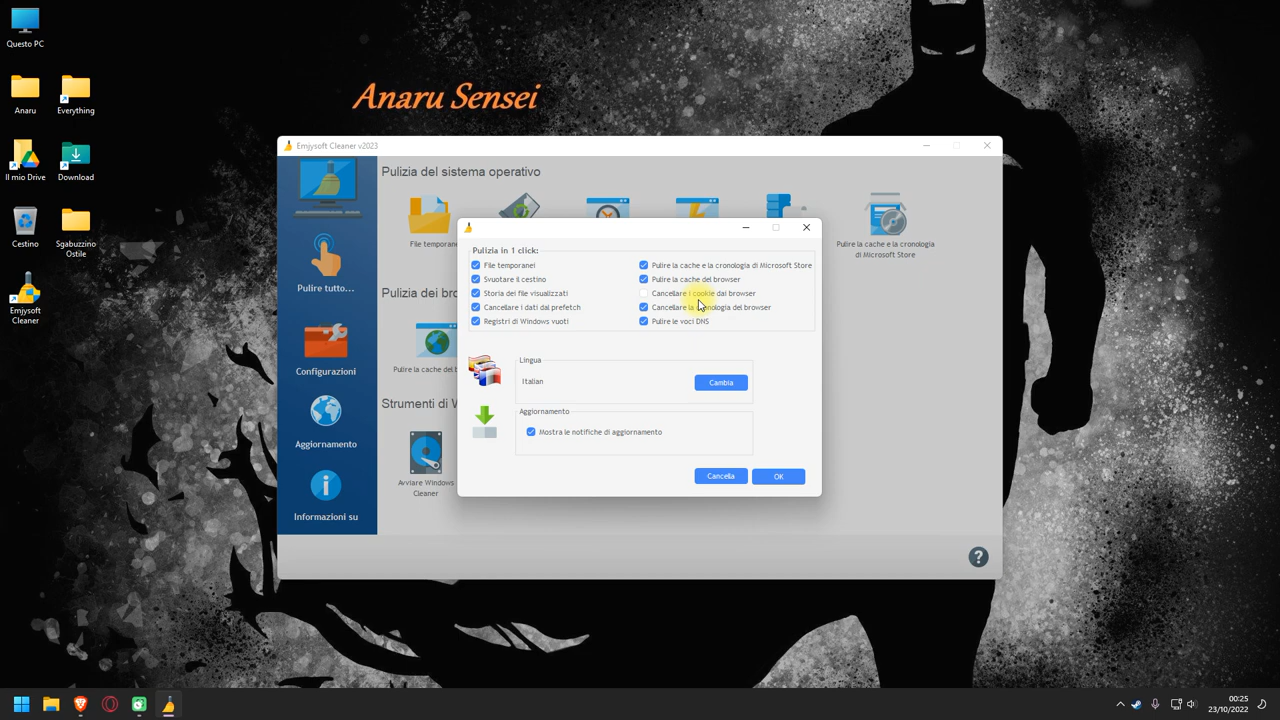 Questo PC
Anaru
Everything
Il mio Drive
Download
Cestino
Sgabuzzino
Ostile
Emjysoft
Cleaner
Anaru Sensei
Emjysoft Cleaner v2023
Pulire tutto...
Configurazioni
Aggiornamento
Informazioni su
Pulizia del sistema operativo
File temporane
Pulire la cache e la cronologia
di Microsoft Store
Pulizia dei bro
Pulire la cache del b
Strumenti di W
Avviare Windows
Cleaner
Pulizia in 1 click:
File temporanei
Svuotare il cestino
Storia dei file visualizzati
Cancellare i dati dal prefetch
Registri di Windows vuoti
Pulire la cache e la cronologia di Microsoft Store
Pulire la cache del browser
Cancellare i cookie dai browser
Cancellare la cronologia del browser
Pulire le voci DNS
Lingua
Italian
Cambia
Aggiornamento
Mostra le notifiche di aggiornamento
Cancella
OK
?
00:25
23/10/2022